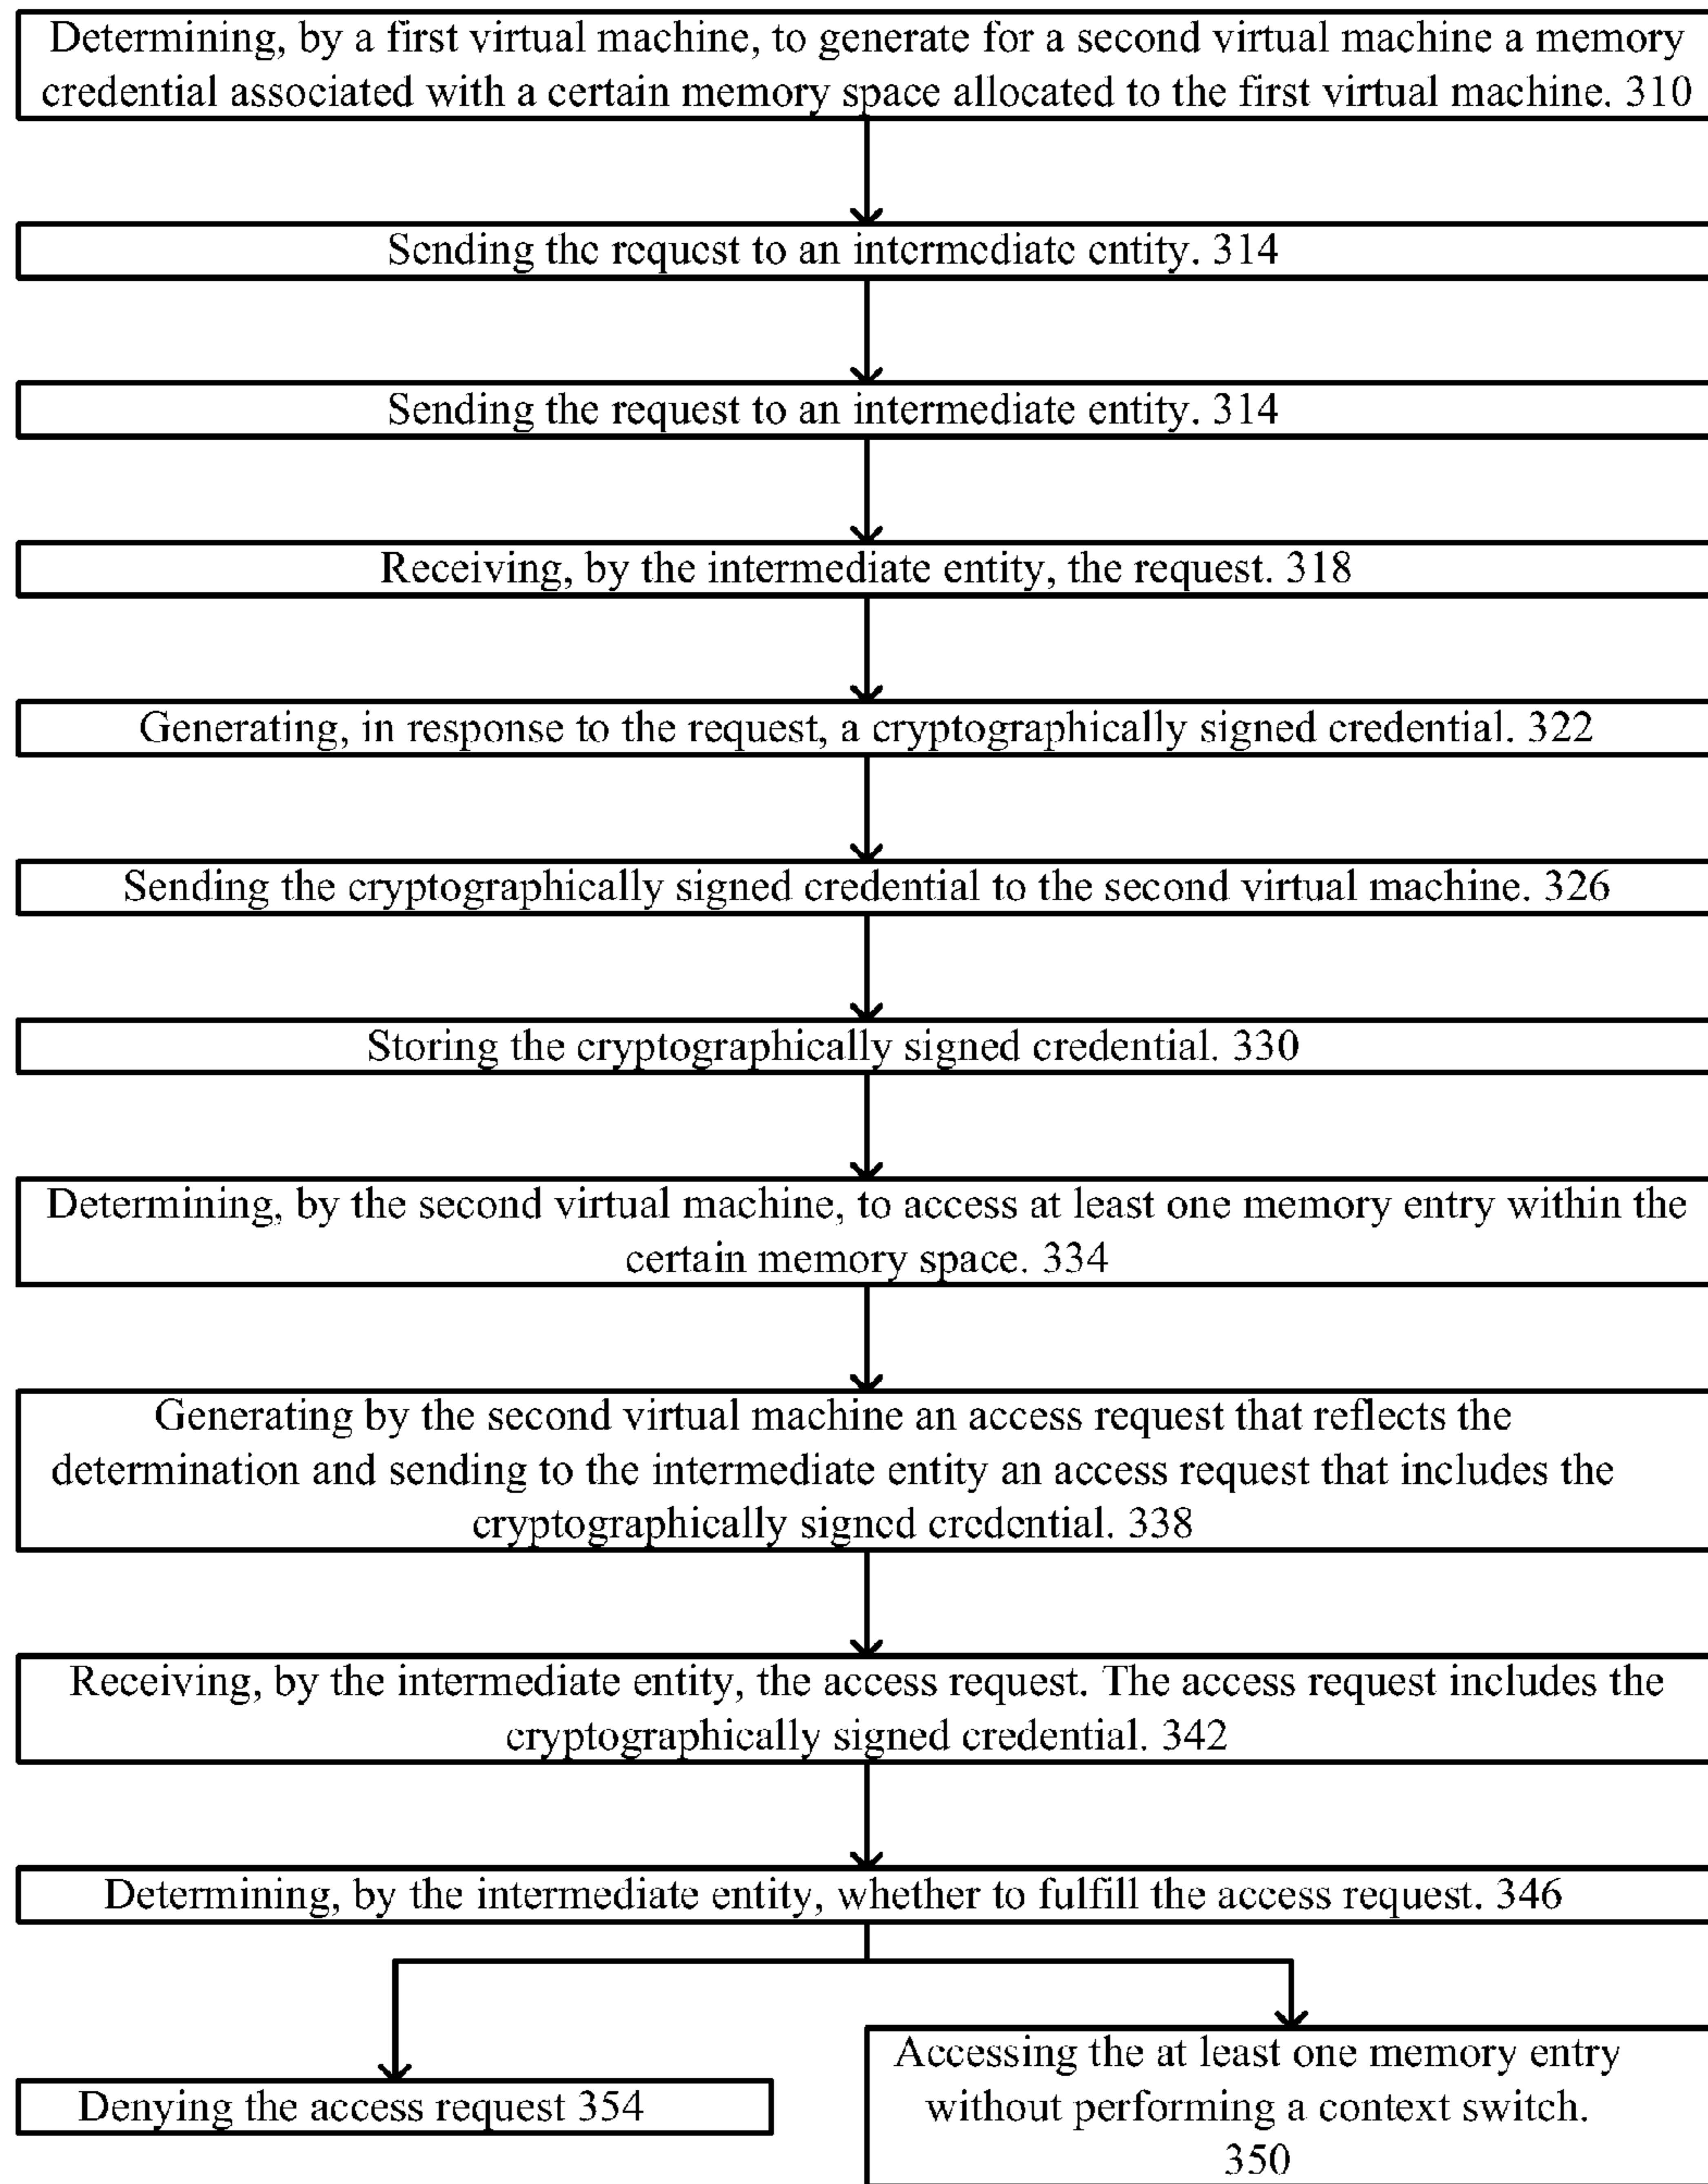 Determining, by a first virtual machine, to generate for a second virtual machine a memory
credential associated with a certain memory space allocated to the first virtual machine. 310
Sending the request to an intermediate entity. 314
Sending the request to an intermediate entity. 314
Receiving, by the intermediate entity, the request. 318
Generating, in response to the request, a cryptographically signed credential. 322
Sending the cryptographically signed credential to the second virtual machine. 326
Storing the cryptographically signed credential. 330
Determining, by the second virtual machine, to access at least one memory entry within the
certain memory space. 334
Generating by the second virtual machine an access request that reflects the
determination and sending to the intermediate entity an access request that includes the
cryptographically signed credential. 338
Receiving, by the intermediate entity, the access request. The access request includes the
cryptographically signed credential. 342
Determining, by the intermediate entity, whether to fulfill the access request. 346
Denying the access request 354
Accessing the at least one memory entry
without performing a context switch.
350